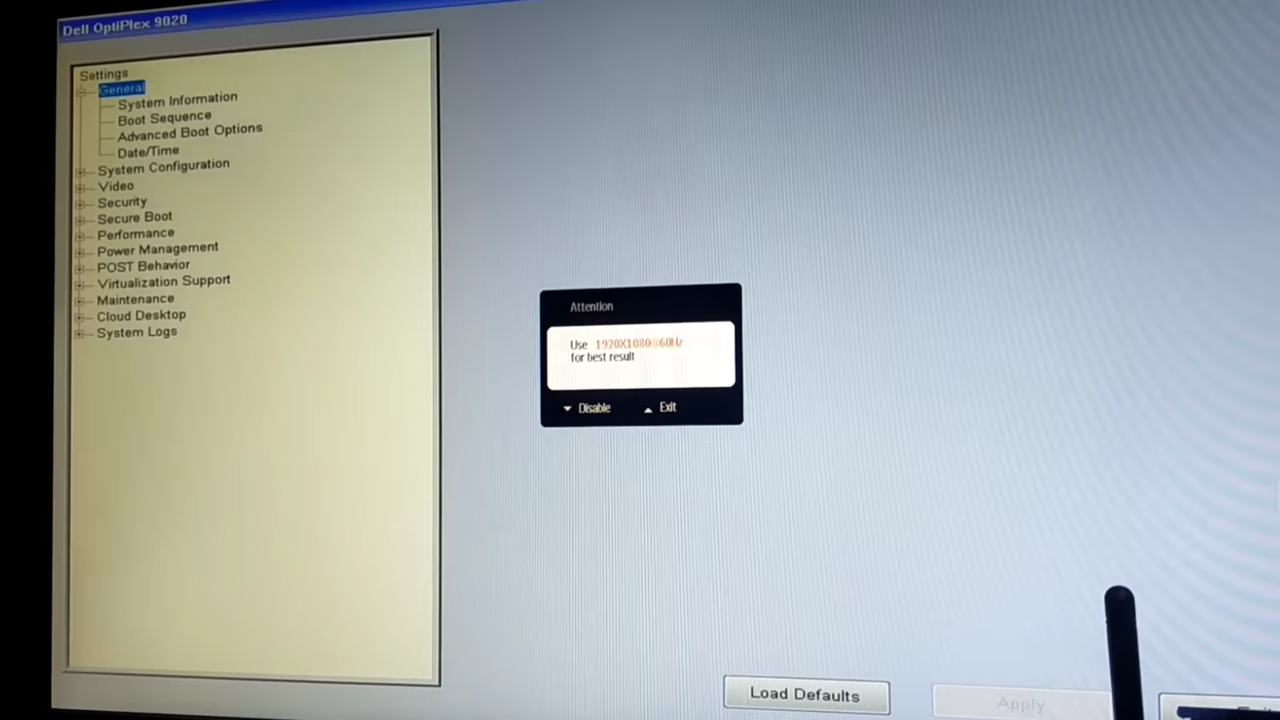 Dell OptiPlex 9020
Settings
General
System Information
Boot Sequence
Advanced Boot Options
Date/Time
System Configuration
Video
Security
Secure Boot
Performance
Power Management
POST Behavior
Virtualization Support
Maintenance
Cloud Desktop
System Logs
Attention
Use 1920X1080@60Hz
for best result
Disable Exit
Load Defaults Apply